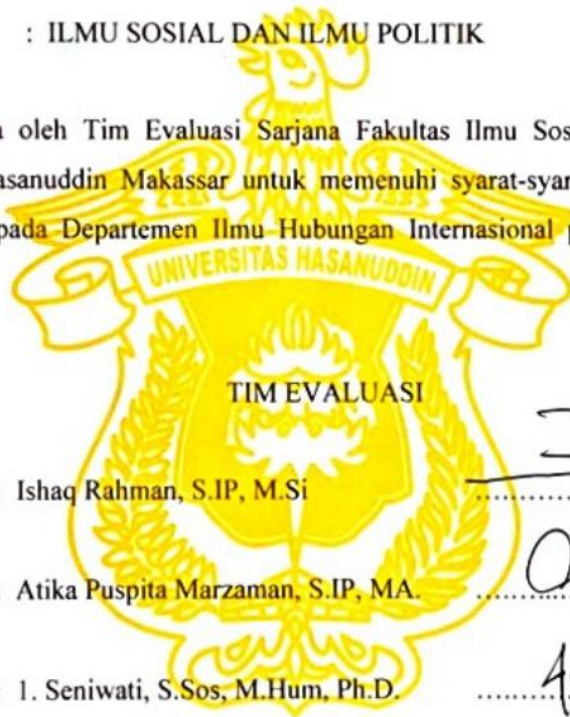 : ILMU SOSIAL DAN ILMU POLITIK
oleh Tim Evaluasi Sarjana Fakultas Ilmu Sos
asanuddin Makassar untuk memenuhi syarat-syar
pada Departemen Ilmu Hubungan Internasional p
UNIVERSITAS HASANUDDIN
TIM EVALUASI
: Ishaq Rahman, S.IP, M.Si ..........
: Atika Puspita Marzaman, S.IP, MA. ..........
: 1. Seniwati, S.Sos, M.Hum, Ph.D. ..........